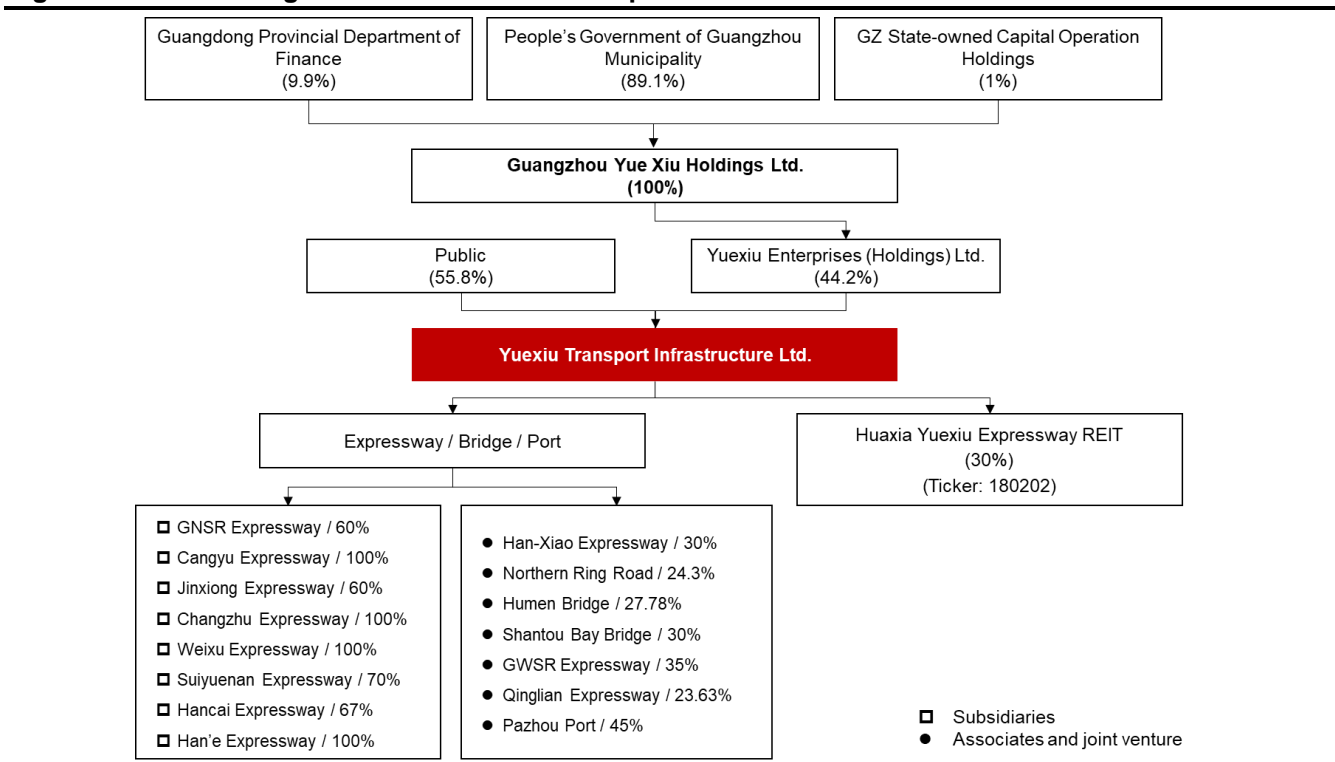 Guangdong Provincial Department of
Finance
(9.9%)
People's Government of Guangzhou
Municipality
(89.1%)
GZ State-owned Capital Operation
Holdings
(1%)
Guangzhou Yue Xiu Holdings Ltd.
(100%)
Public
(55.8%)
Yuexiu Enterprises (Holdings) Ltd.
(44.2%)
Yuexiu Transport Infrastructure Ltd.
Expressway / Bridge / Port
Huaxia Yuexiu Expressway REIT
(30%)
(Ticker: 180202)
GNSR Expressway / 60%
Cangyu Expressway / 100%
Jinxiong Expressway / 60%
Changzhu Expressway / 100%
Weixu Expressway / 100%
Suiyuenan Expressway / 70%
Hancai Expressway / 67%
Han'e Expressway / 100%
Han-Xiao Expressway / 30%
Northern Ring Road / 24.3%
Humen Bridge / 27.78%
Shantou Bay Bridge / 30%
GWSR Expressway / 35%
Qinglian Expressway / 23.63%
Pazhou Port / 45%
Subsidiaries
Associates and joint venture